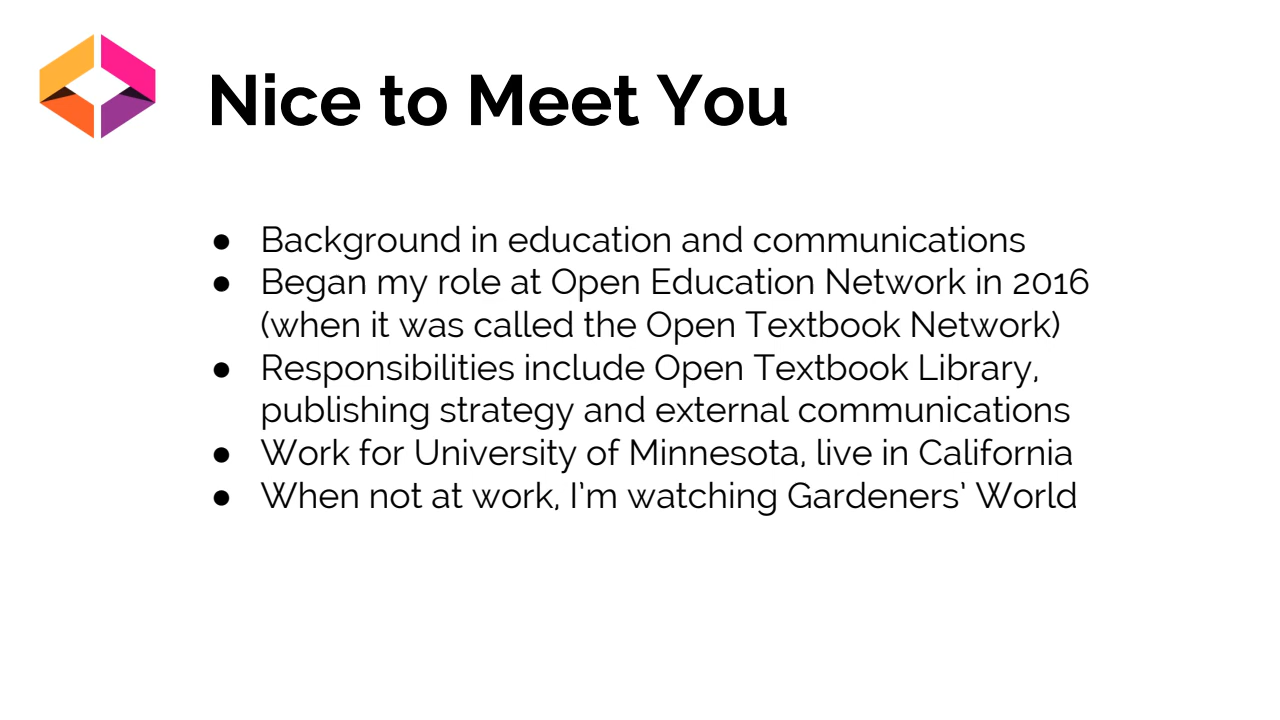 Nice to Meet You
● Background in education and communications
● Began my role at Open Education Network in 2016
(when it was called the Open Textbook Network)
● Responsibilities include Open Textbook Library,
publishing strategy and external communications
● Work for University of Minnesota, live in California
● When not at work, I’m watching Gardeners’ World